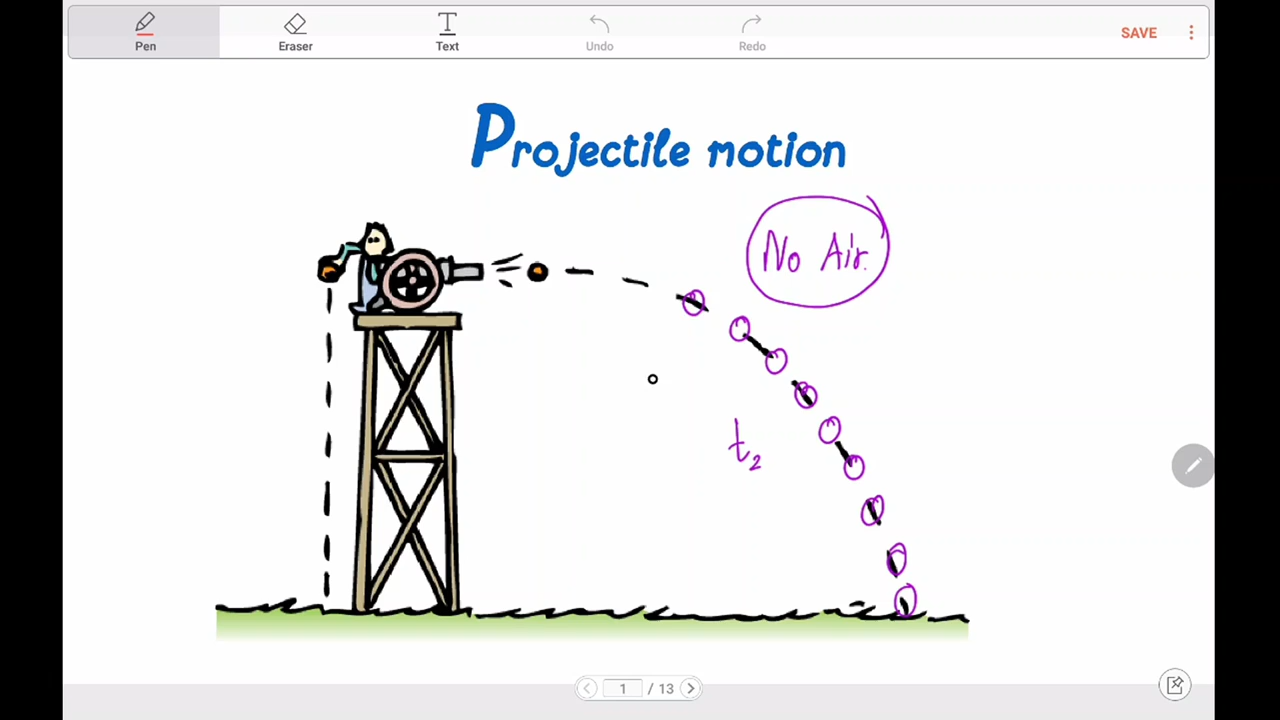 Pen
Eraser
Text
Undo
Redo
SAVE
Projectile motion
No Air.
t₂
1 / 13